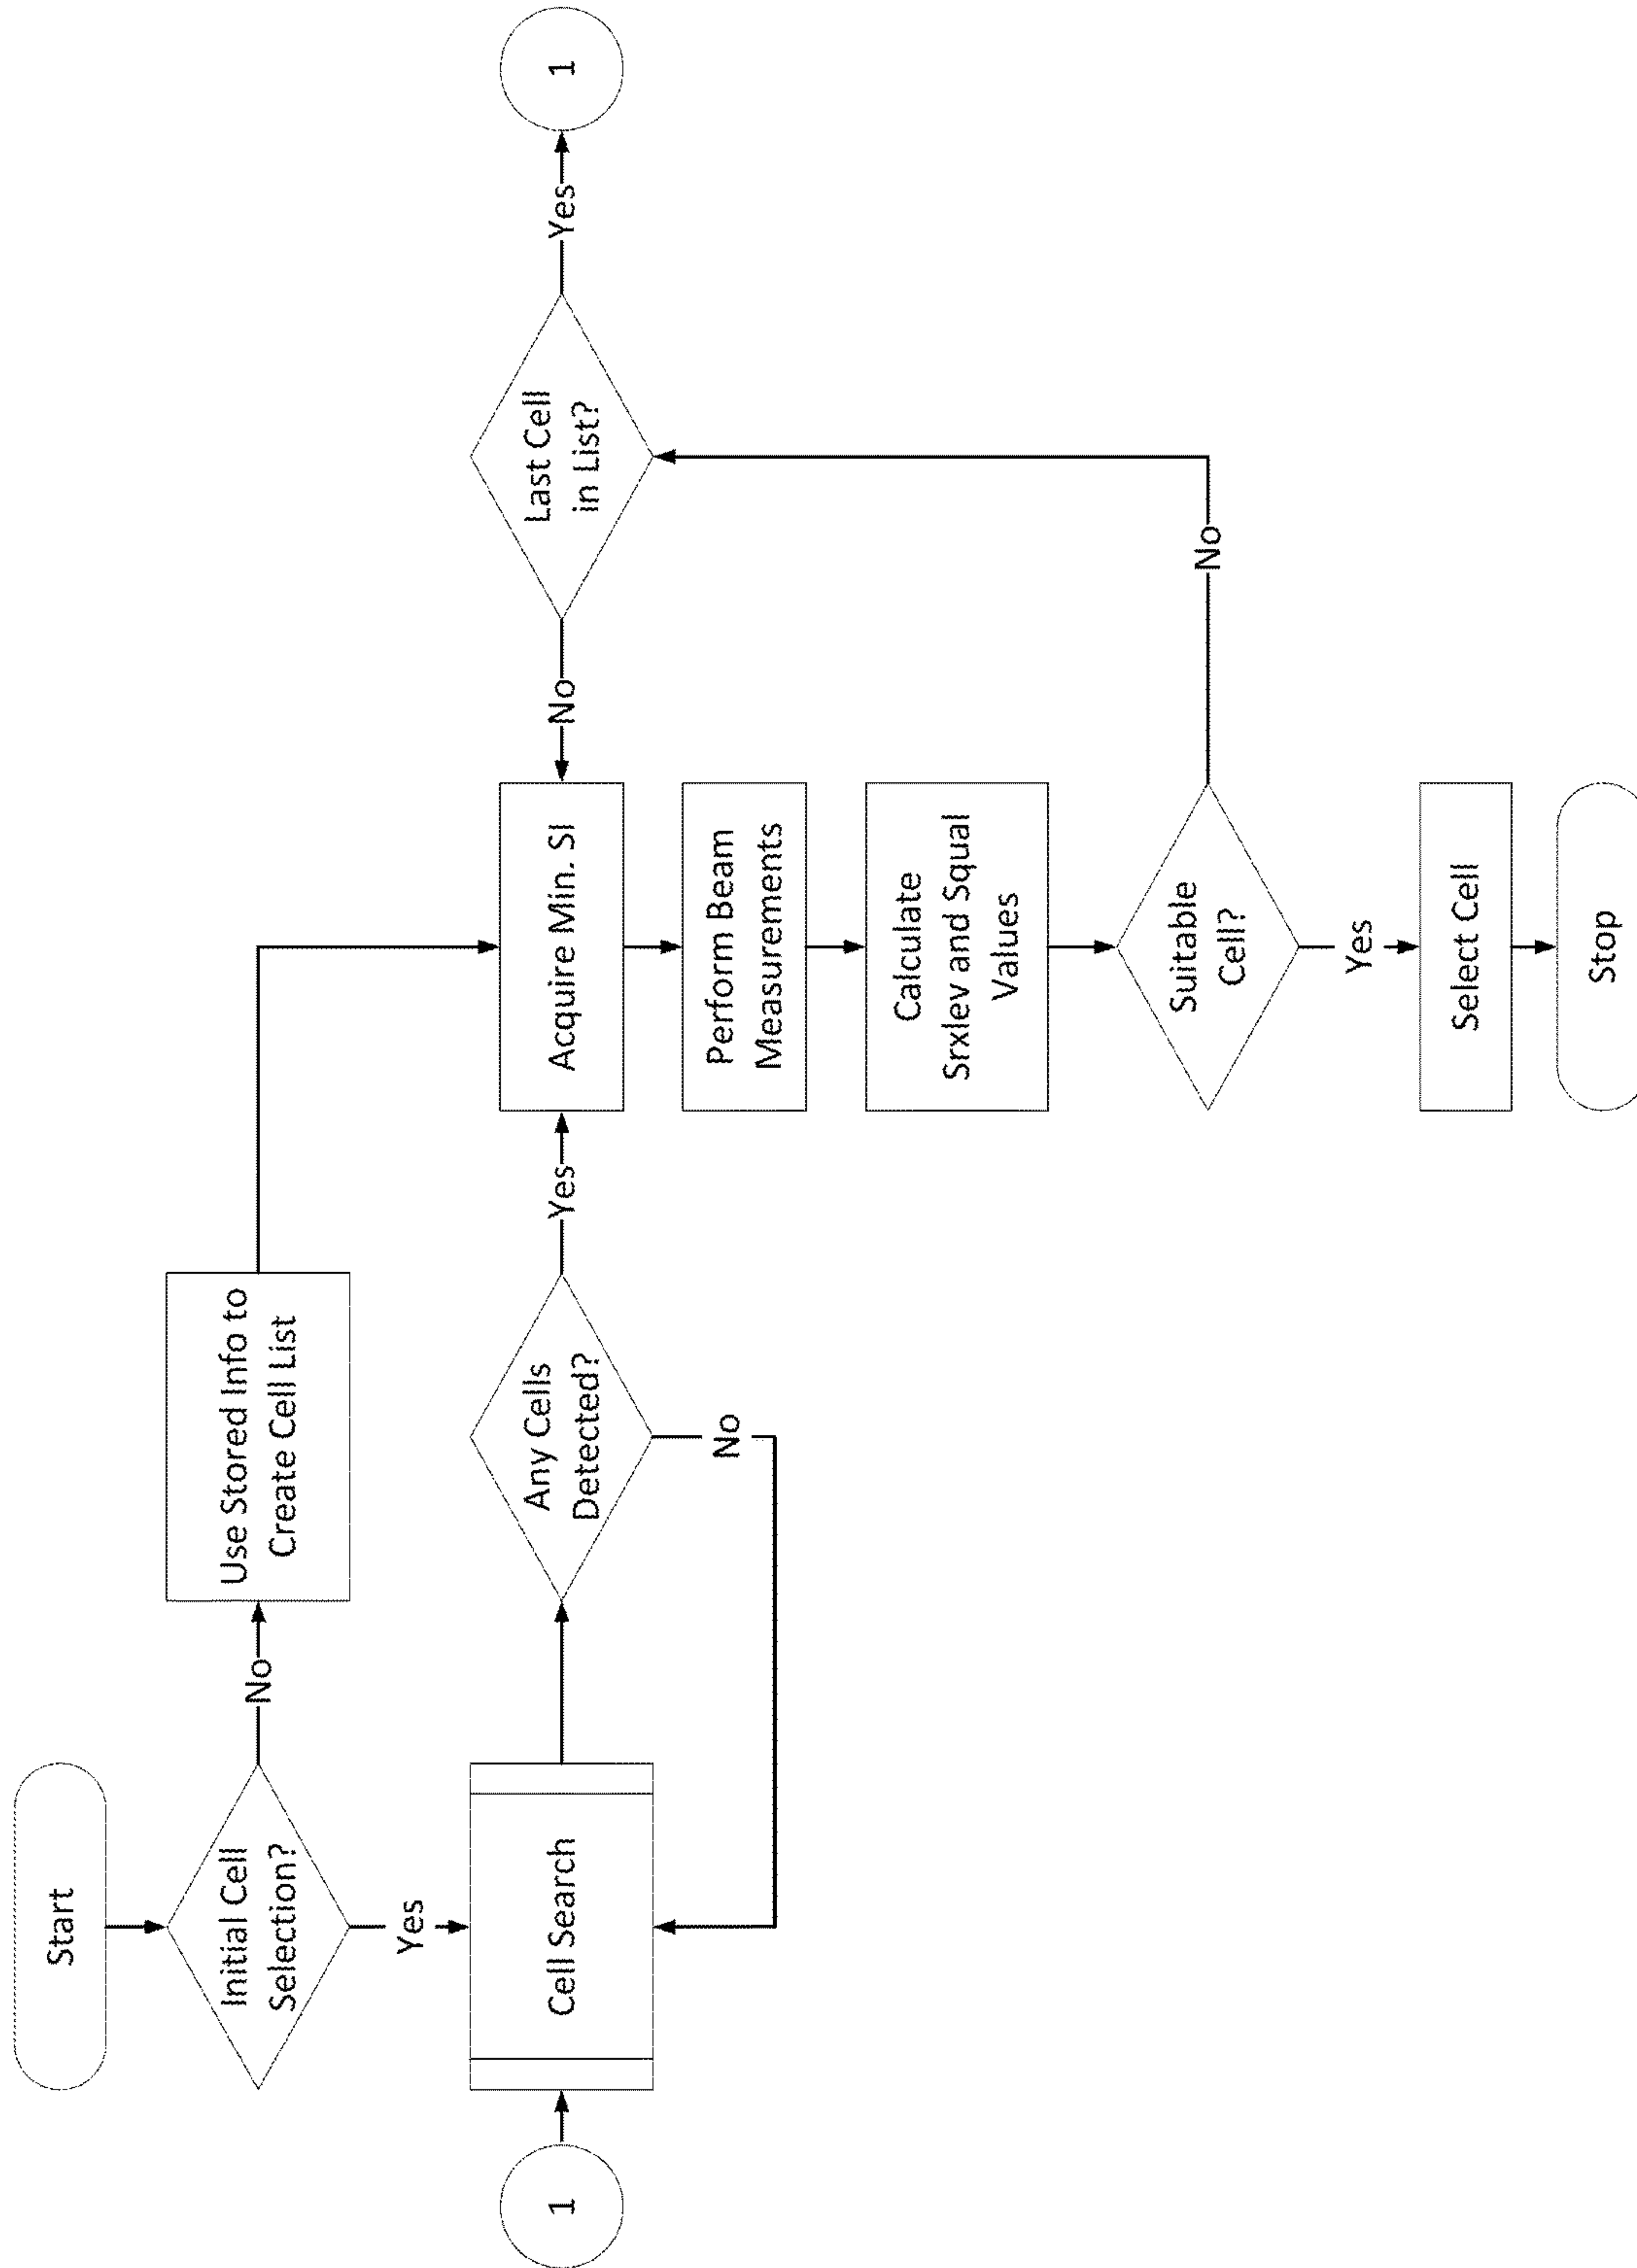 Start
Initial Cell
Selection?
No
Use Stored Info to
Create Cell List
Yes
1
Cell Search
Any Cells
Detected?
No
Yes
Acquire Min. SI
No
Last Cell
in List?
Yes
1
Perform Beam
Measurements
Calculate
Srxlev and Squal
Values
Suitable
Cell?
No
Yes
Select Cell
Stop